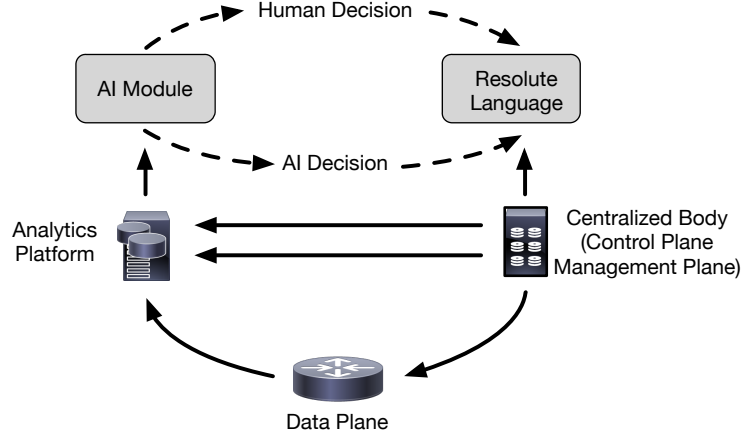 Human Decision
AI Module
Resolute
Language
AI Decision
Analytics
Platform
Centralized Body
(Control Plane
Management Plane)
Data Plane